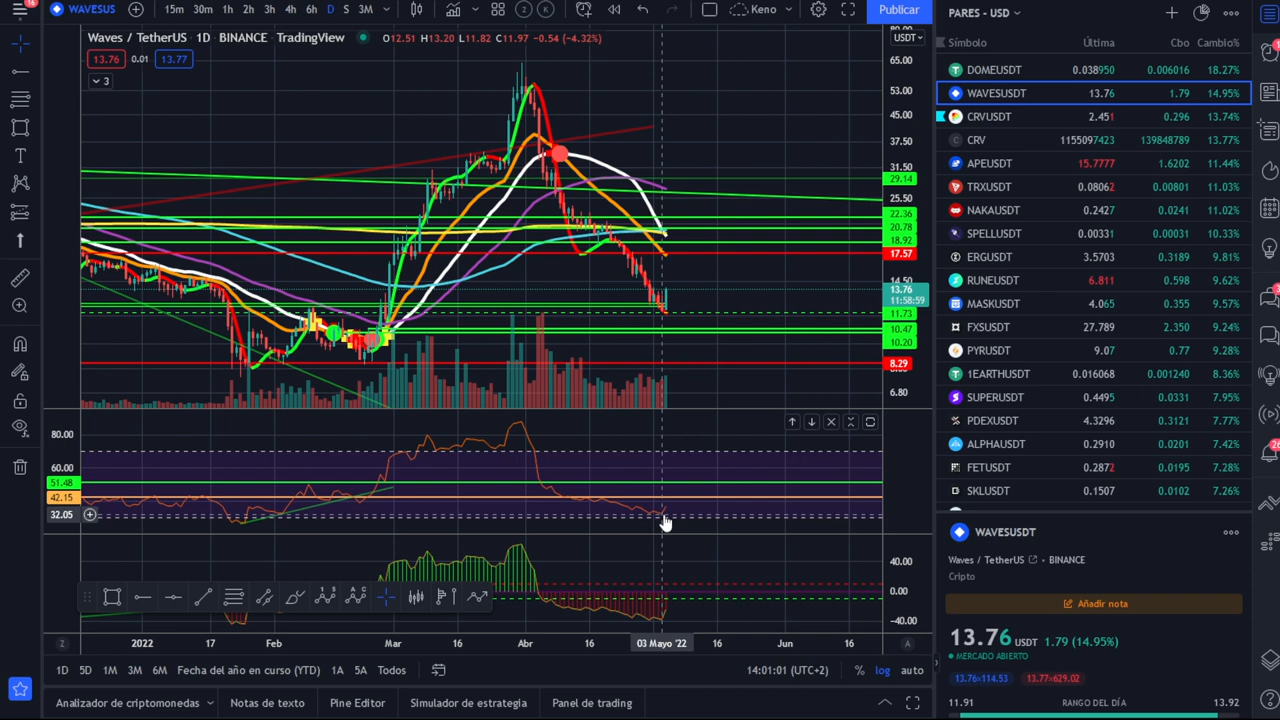 16
WAVESUS
15m 30m 1h 2h 3h 4h 6h D S 3M
2 K
Keno
Publicar
Waves / TetherUS 1D · BINANCE · TradingView
O12.51 H13.20 L11.82 C11.97 -0.54 (-4.32%)
USDT
13.76 0.01 13.77
3
65.00
53.00
45.00
37.50
31.50
29.14
25.50
22.36
20.78
18.92
17.57
14.50
13.76
11:58:59
11.73
10.47
10.20
8.29
6.80
80.00
60.00
51.48
42.15
32.05
40.00
0.00
-40.00
Z 2022 17 Feb Mar 16 Abr 16 03 Mayo '22 16 Jun 16 A
1D 5D 1M 3M 6M Fecha del año en curso (YTD) 1A 5A Todos
14:01:01 (UTC+2) % log auto
Analizador de criptomonedas Notas de texto Pine Editor Simulador de estrategia Panel de trading
PARES - USD
Símbolo Última Cbo Cambio%
DOMEUSDT 0.038950 0.006016 18.27%
WAVESUSDT 13.76 1.79 14.95%
CRVUSDT 2.451 0.296 13.74%
CRV 1155097423 139848789 13.77%
APEUSDT 15.7777 1.6202 11.44%
TRXUSDT 0.08062 0.00801 11.03%
NAKAUSDT 0.2427 0.0241 11.02%
SPELLUSDT 0.00331 0.00031 10.33%
ERGUSDT 3.5703 0.3189 9.81%
RUNEUSDT 6.811 0.598 9.62%
MASKUSDT 4.065 0.355 9.57%
FXSUSDT 27.789 2.350 9.24%
PYRUSDT 9.07 0.77 9.28%
1EARTHUSDT 0.016068 0.001240 8.36%
SUPERUSDT 0.4495 0.0331 7.95%
PDEXUSDT 4.3296 0.3121 7.77%
ALPHAUSDT 0.2910 0.0201 7.42%
FETUSDT 0.2872 0.0195 7.28%
SKLUSDT 0.1507 0.0102 7.26%
WAVESUSDT
Waves / TetherUS · BINANCE
Cripto
Añadir nota
13.76 USDT 1.79 (14.95%)
MERCADO ABIERTO
13.76×114.53 13.77×629.02
11.91 RANGO DEL DÍA 13.92